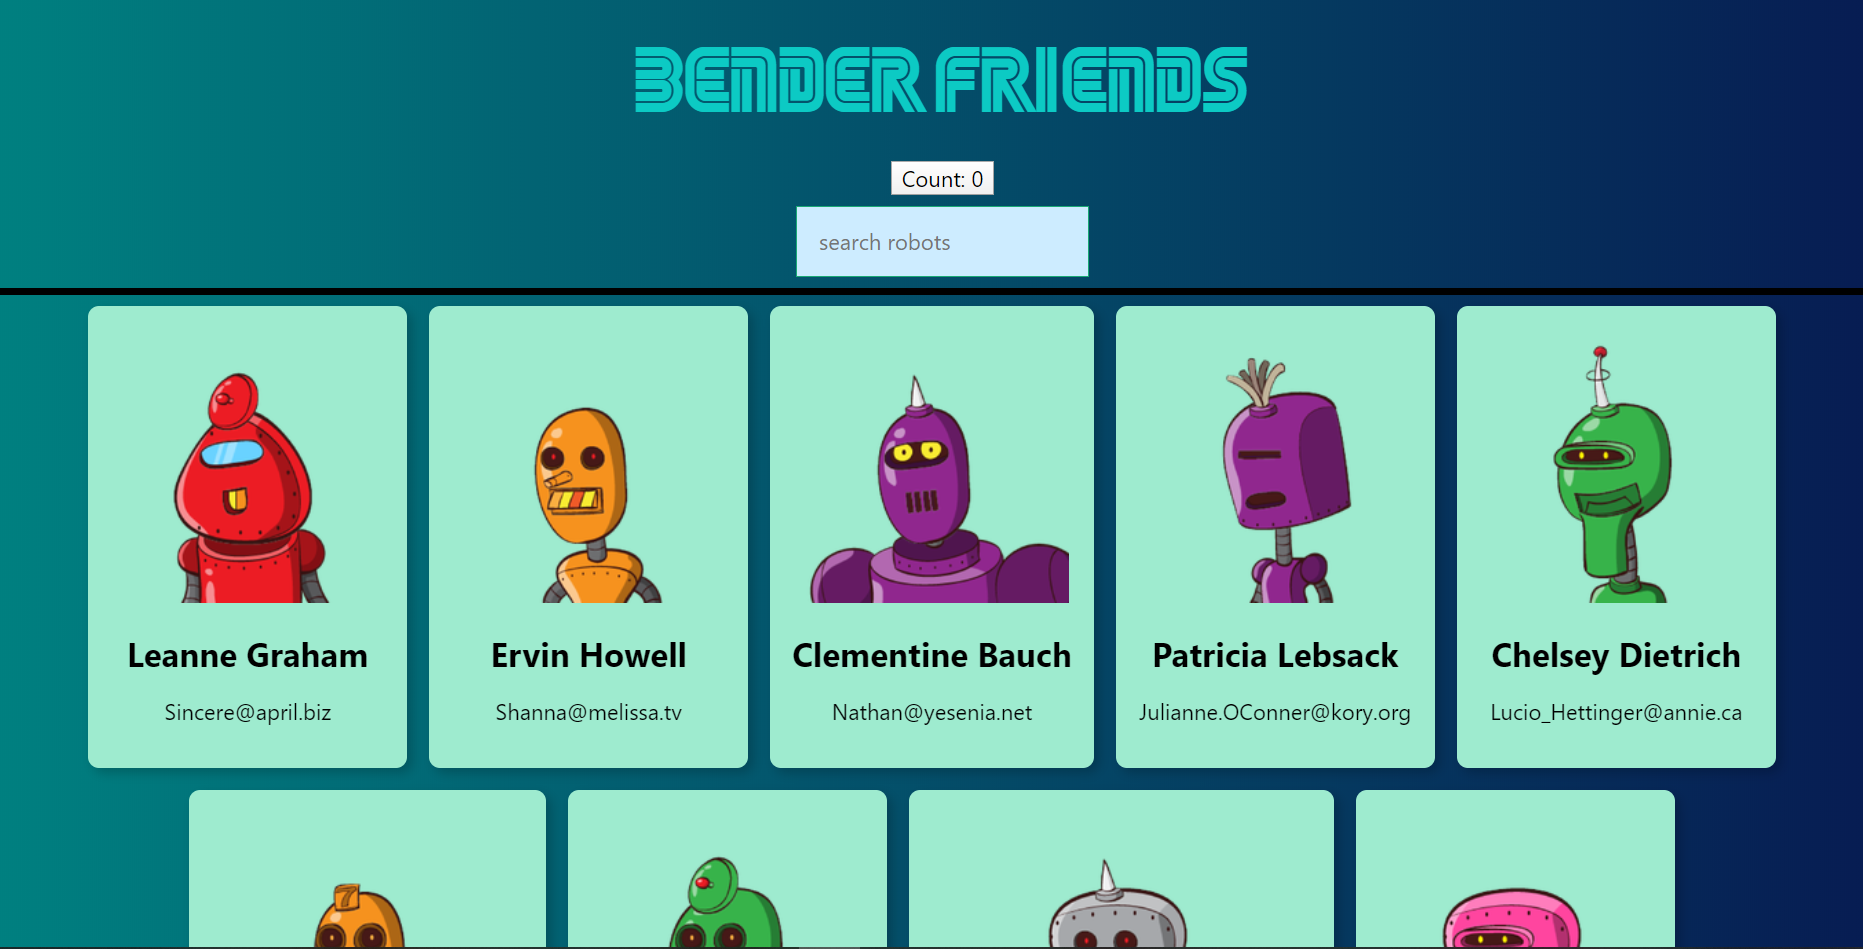 BENDER FRIENDS
Count: 0
search robots
Leanne Graham
Sincere@april.biz
Ervin Howell
Shanna@melissa.tv
Clementine Bauch
Nathan@yesenia.net
Patricia Lebsack
Julianne.OConner@kory.org
Chelsey Dietrich
Lucio_Hettinger@annie.ca
7